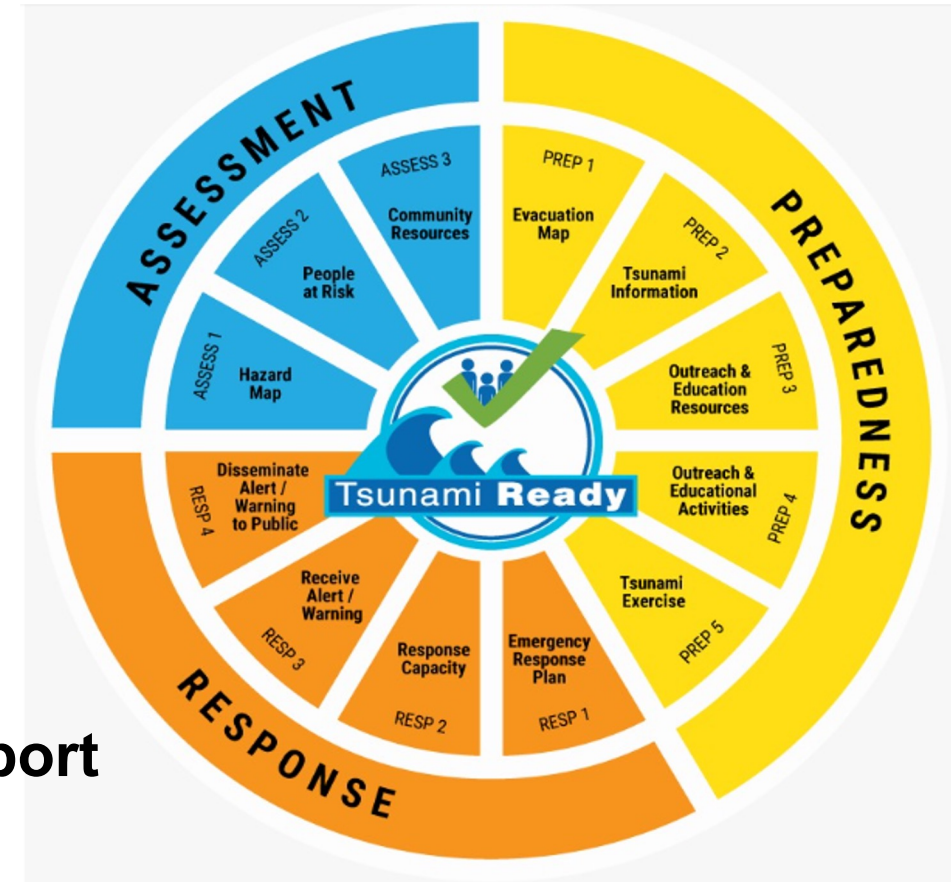 ASSESSMENT
ASSESS 1
Hazard
Map
ASSESS 2
People
at Risk
ASSESS 3
Community
Resources
PREPAREDNESS
PREP 1
Evacuation
Map
PREP 2
Tsunami
Information
PREP 3
Outreach &
Education
Resources
PREP 4
Outreach &
Educational
Activities
PREP 5
Tsunami
Exercise
RESPONSE
RESP 1
Emergency
Response
Plan
RESP 2
Response
Capacity
RESP 3
Receive
Alert /
Warning
RESP 4
Disseminate
Alert /
Warning
to Public
Tsunami Ready